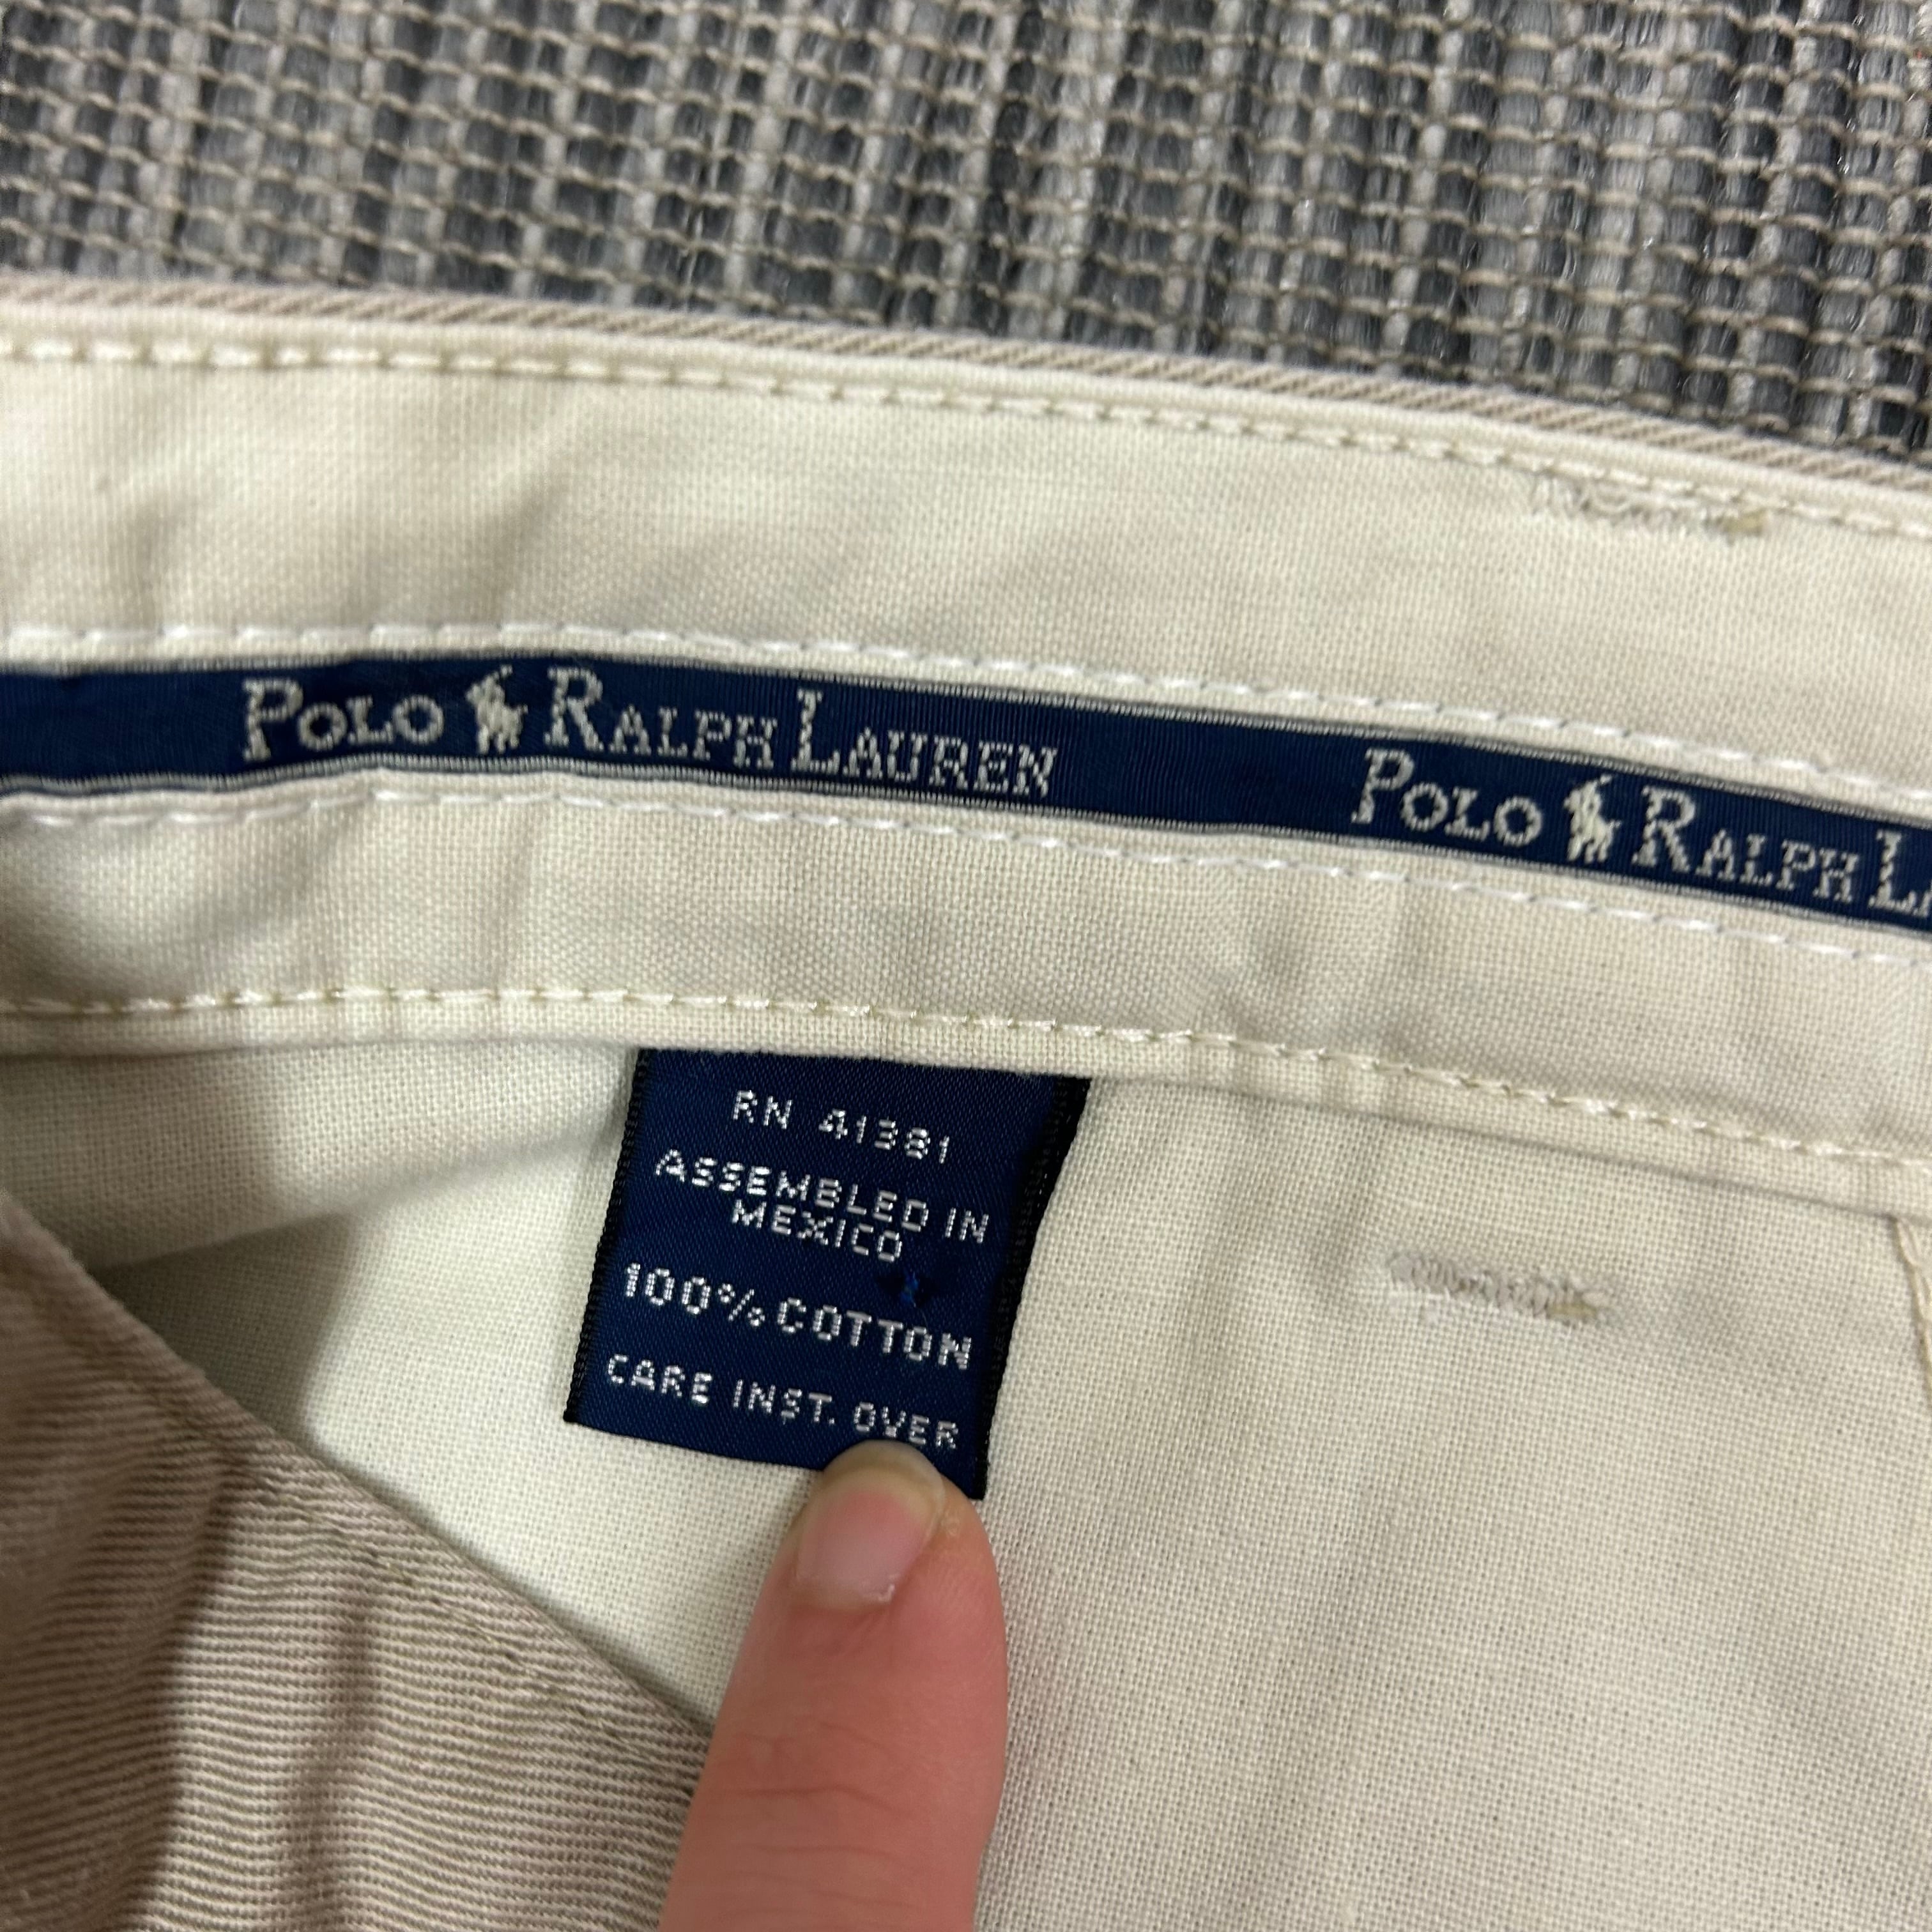 POLO RALPH LAUREN
POLO RALPH
RN 41381
ASSEMBLED IN
MEXICO
100% COTTON
CARE INST. OVER